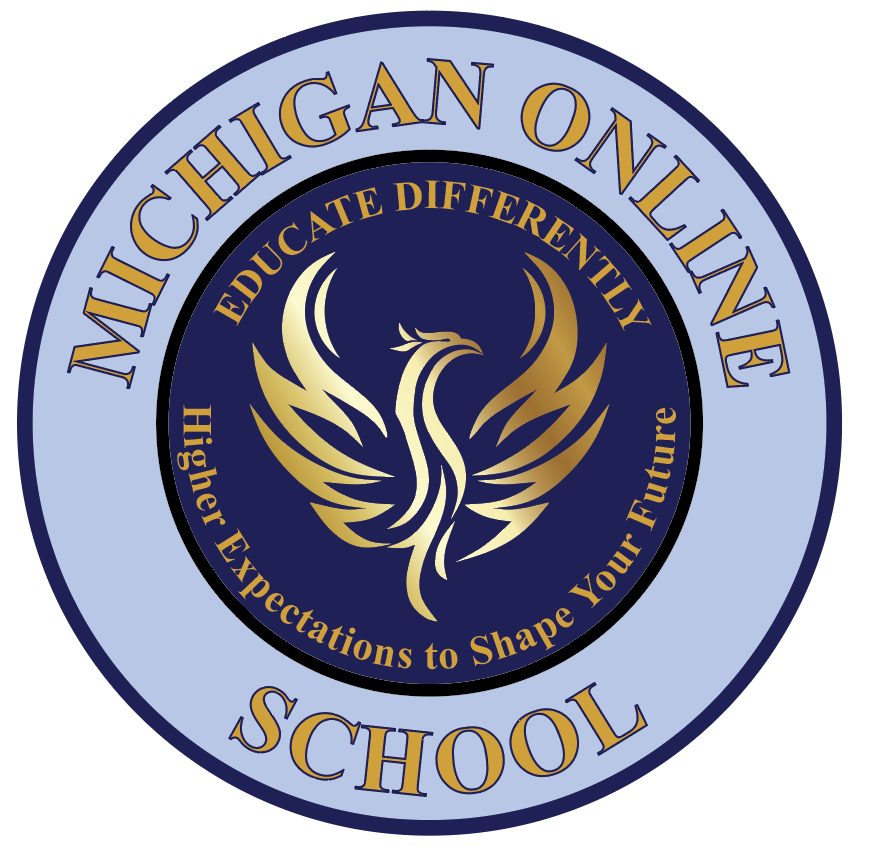 MICHIGAN ONLINE
EDUCATE DIFFERENTLY
Higher Expectations to Shape Your Future
SCHOOL